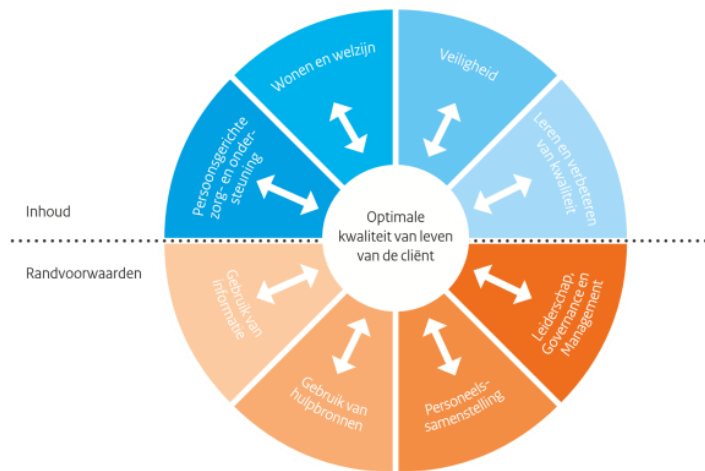 Wonen en welzijn
Veiligheid
Persoonsgerichte
zorg- en onder-
steuning
Leren en verbeteren
van kwaliteit
Inhoud
Optimale
kwaliteit van leven
van de cliënt
Randvoorwaarden
Gebruik van
informatie
Leiderschap,
Governance en
Management
Gebruik van
hulpbronnen
Personeels-
samenstelling